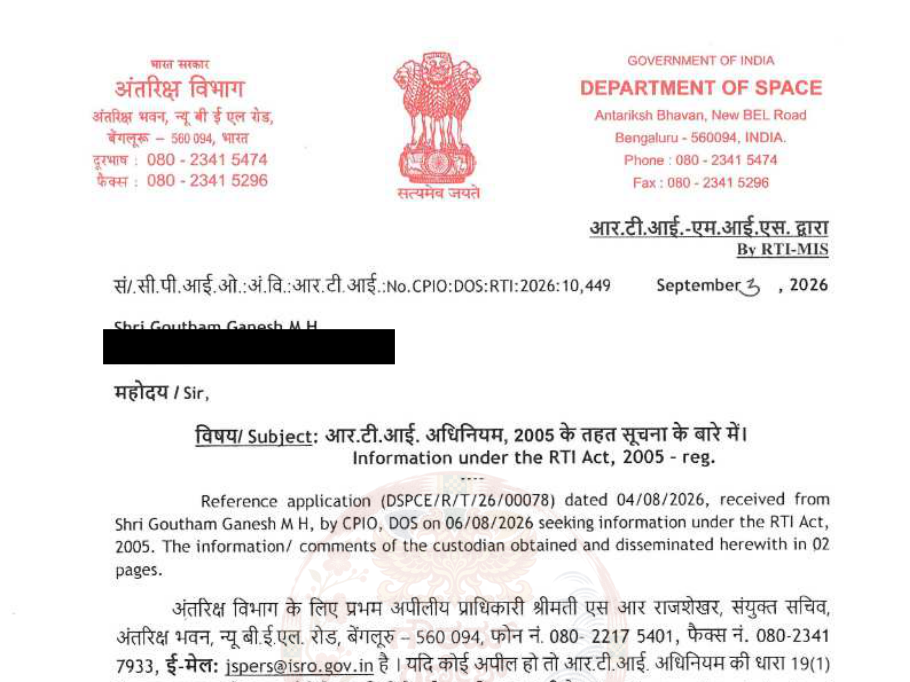 भारत सरकार
अंतरिक्ष विभाग
अंतरिक्ष भवन, न्यू बी ई एल रोड,
बेंगलूरू – 560 094, भारत
दूरभाष : 080 - 2341 5474
फैक्स : 080 - 2341 5296
सत्यमेव जयते
GOVERNMENT OF INDIA
DEPARTMENT OF SPACE
Antariksh Bhavan, New BEL Road
Bengaluru - 560094, INDIA.
Phone : 080 - 2341 5474
Fax : 080 - 2341 5296
आर.टी.आई.-एम.आई.एस. द्वारा
By RTI-MIS
सं/.सी.पी.आई.ओ.:अं.वि.:आर.टी.आई.:No.CPIO:DOS:RTI:2026:10,449 September 3 , 2026
Shri Goutham Ganesh M H
महोदय / Sir,
विषय/ Subject: आर.टी.आई. अधिनियम, 2005 के तहत सूचना के बारे में।
Information under the RTI Act, 2005 - reg.
----
Reference application (DSPCE/R/T/26/00078) dated 04/08/2026, received from
Shri Goutham Ganesh M H, by CPIO, DOS on 06/08/2026 seeking information under the RTI Act,
2005. The information/ comments of the custodian obtained and disseminated herewith in 02
pages.
अंतरिक्ष विभाग के लिए प्रथम अपीलीय प्राधिकारी श्रीमती एस आर राजशेखर, संयुक्त सचिव,
अंतरिक्ष भवन, न्यू बी.ई.एल. रोड, बेंगलूरु – 560 094, फोन नं. 080- 2217 5401, फैक्स नं. 080-2341
7933, ई-मेल: jspers@isro.gov.in है । यदि कोई अपील हो तो आर.टी.आई. अधिनियम की धारा 19(1)